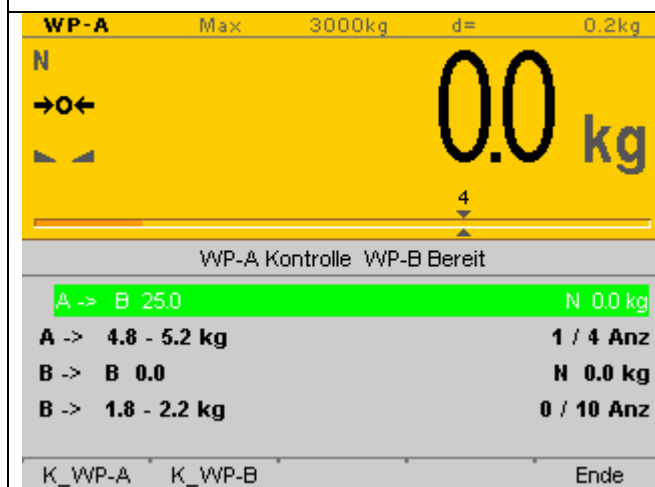 WP-A Max 3000kg d= 0.2kg
N
→0←
0.0 kg
4
WP-A Kontrolle WP-B Bereit
A -> B 25.0 N 0.0 kg
A -> 4.8 - 5.2 kg 1 / 4 Anz
B -> B 0.0 N 0.0 kg
B -> 1.8 - 2.2 kg 0 / 10 Anz
K_WP-A K_WP-B Ende